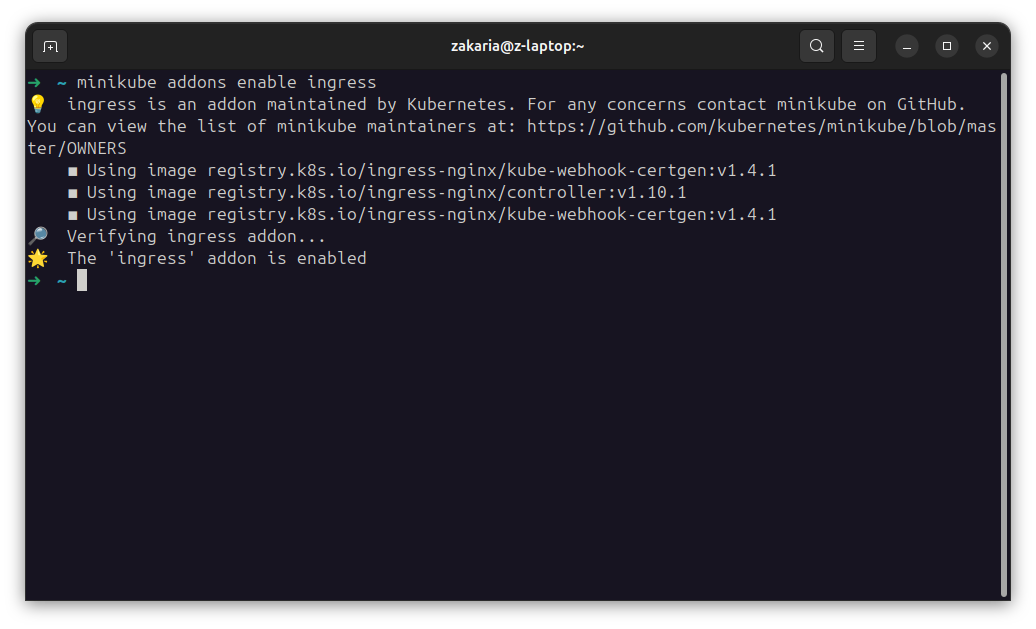 zakaria@z-laptop:~
➜ ~ minikube addons enable ingress
💡 ingress is an addon maintained by Kubernetes. For any concerns contact minikube on GitHub.
You can view the list of minikube maintainers at: https://github.com/kubernetes/minikube/blob/mas
ter/OWNERS
■ Using image registry.k8s.io/ingress-nginx/kube-webhook-certgen:v1.4.1
■ Using image registry.k8s.io/ingress-nginx/controller:v1.10.1
■ Using image registry.k8s.io/ingress-nginx/kube-webhook-certgen:v1.4.1
🔎 Verifying ingress addon...
🌟 The 'ingress' addon is enabled
➜ ~